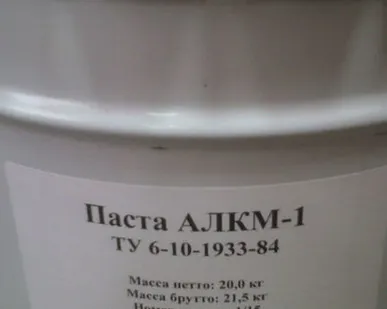 Паста АЛКМ-1
ТУ 6-10-1933-84
Масса нетто: 20,0 кг
Масса брутто: 21,5 кг